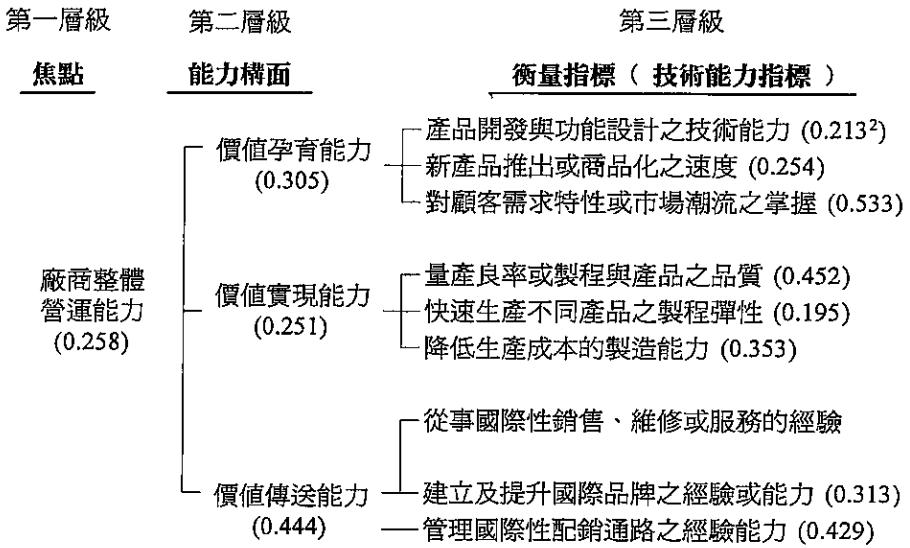 第一層級 第二層級 第三層級
焦點 能力構面 衡量指標（技術能力指標）
產品開發與功能設計之技術能力 (0.213²)
價值孕育能力
(0.305)
新產品推出或商品化之速度 (0.254)
對顧客需求特性或市場潮流之掌握 (0.533)
廠商整體
營運能力
(0.258)
量產良率或製程與產品之品質 (0.452)
價值實現能力
(0.251)
快速生產不同產品之製程彈性 (0.195)
降低生產成本的製造能力 (0.353)
從事國際性銷售、維修或服務的經驗
價值傳送能力
(0.444)
建立及提升國際品牌之經驗或能力 (0.313)
管理國際性配銷通路之經驗能力 (0.429)